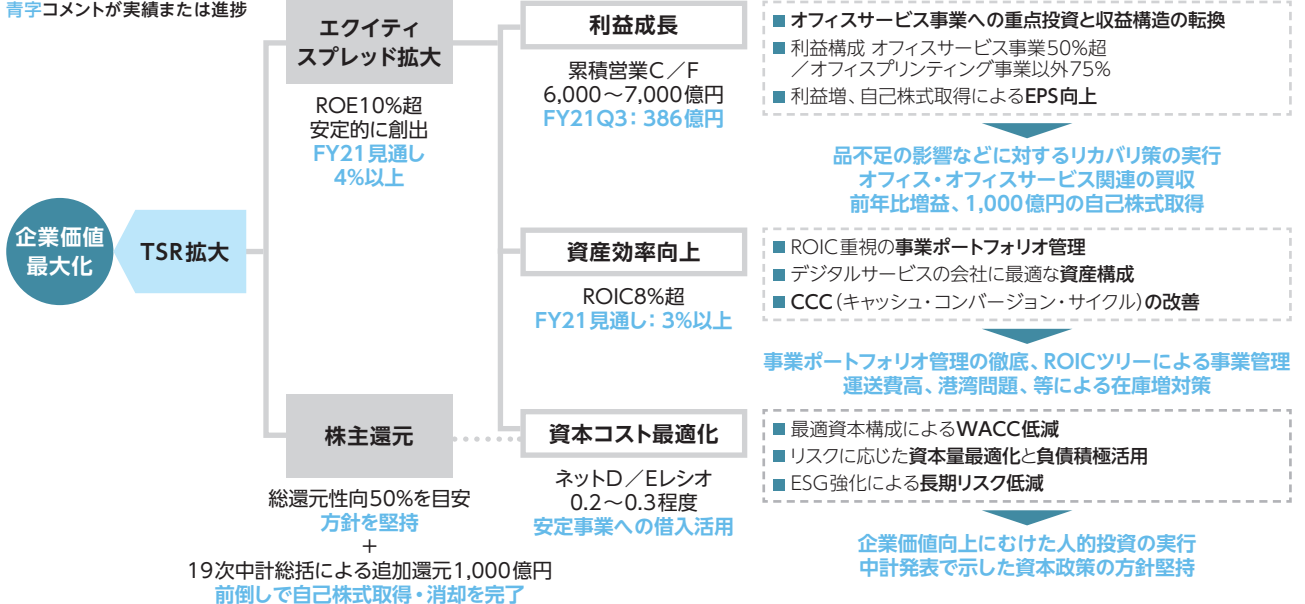 青字コメントが実績または進捗
企業価値
最大化
TSR拡大
エクイティ
スプレッド拡大
ROE10%超
安定的に創出
FY21見通し
4%以上
株主還元
総還元性向50%を目安
方針を堅持
+
19次中計総括による追加還元1,000億円
前倒しで自己株式取得・消却を完了
利益成長
累積営業C／F
6,000〜7,000億円
FY21Q3：386億円
■ オフィスサービス事業への重点投資と収益構造の転換
■ 利益構成 オフィスサービス事業50%超
／オフィスプリンティング事業以外75%
■ 利益増、自己株式取得によるEPS向上
品不足の影響などに対するリカバリ策の実行
オフィス・オフィスサービス関連の買収
前年比増益、1,000億円の自己株式取得
資産効率向上
ROIC8%超
FY21見通し：3%以上
■ ROIC重視の事業ポートフォリオ管理
■ デジタルサービスの会社に最適な資産構成
■ CCC（キャッシュ・コンバージョン・サイクル）の改善
事業ポートフォリオ管理の徹底、ROICツリーによる事業管理
運送費高、港湾問題、等による在庫増対策
資本コスト最適化
ネットD／Eレシオ
0.2〜0.3程度
安定事業への借入活用
■ 最適資本構成によるWACC低減
■ リスクに応じた資本量最適化と負債積極活用
■ ESG強化による長期リスク低減
企業価値向上にむけた人的投資の実行
中計発表で示した資本政策の方針堅持